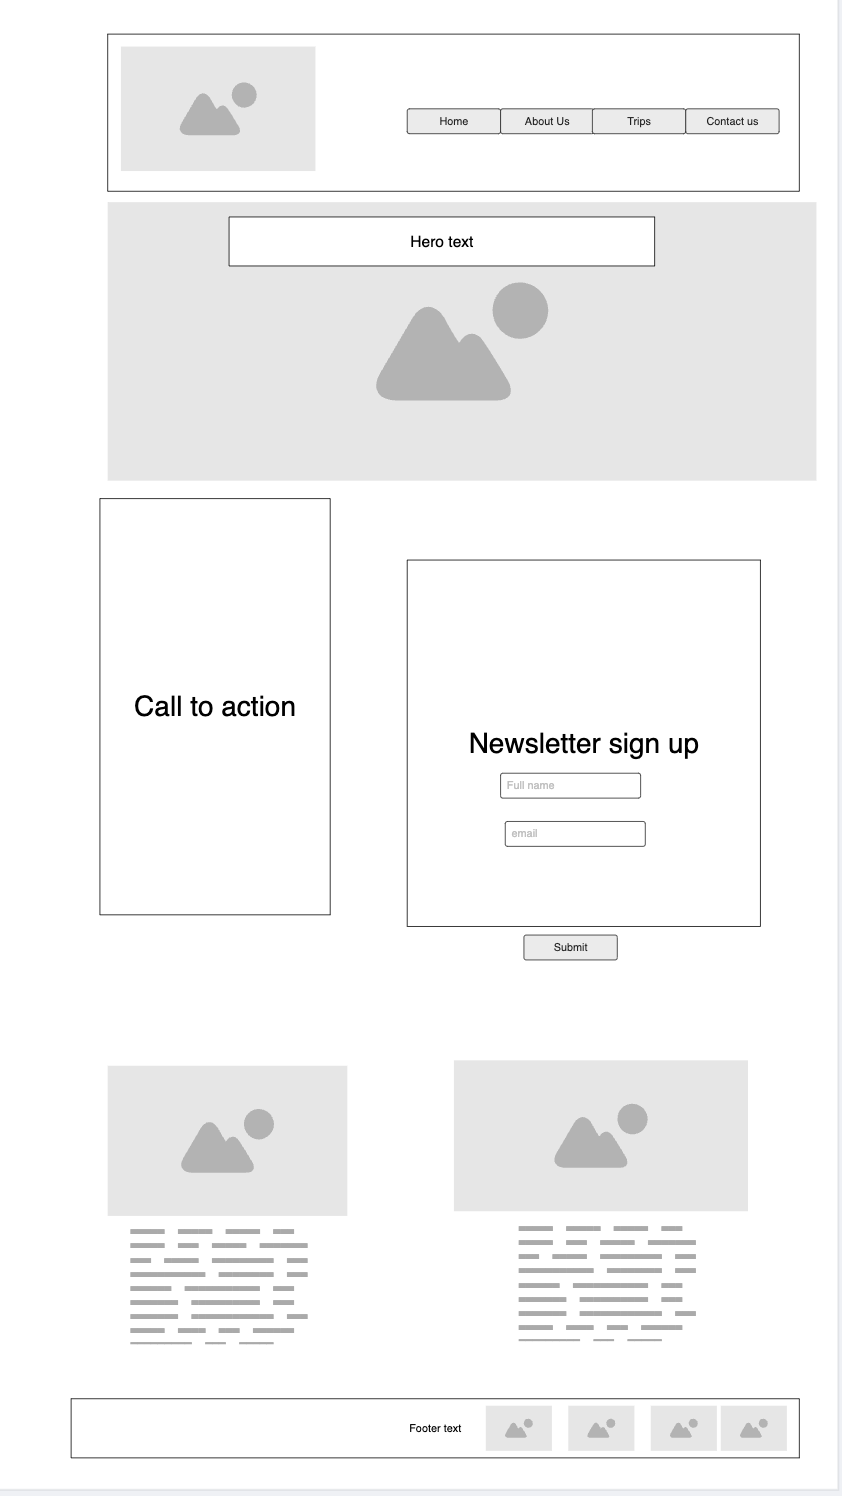 Home
About Us
Trips
Contact us
Hero text
Call to action
Newsletter sign up
Full name
email
Submit
Footer text